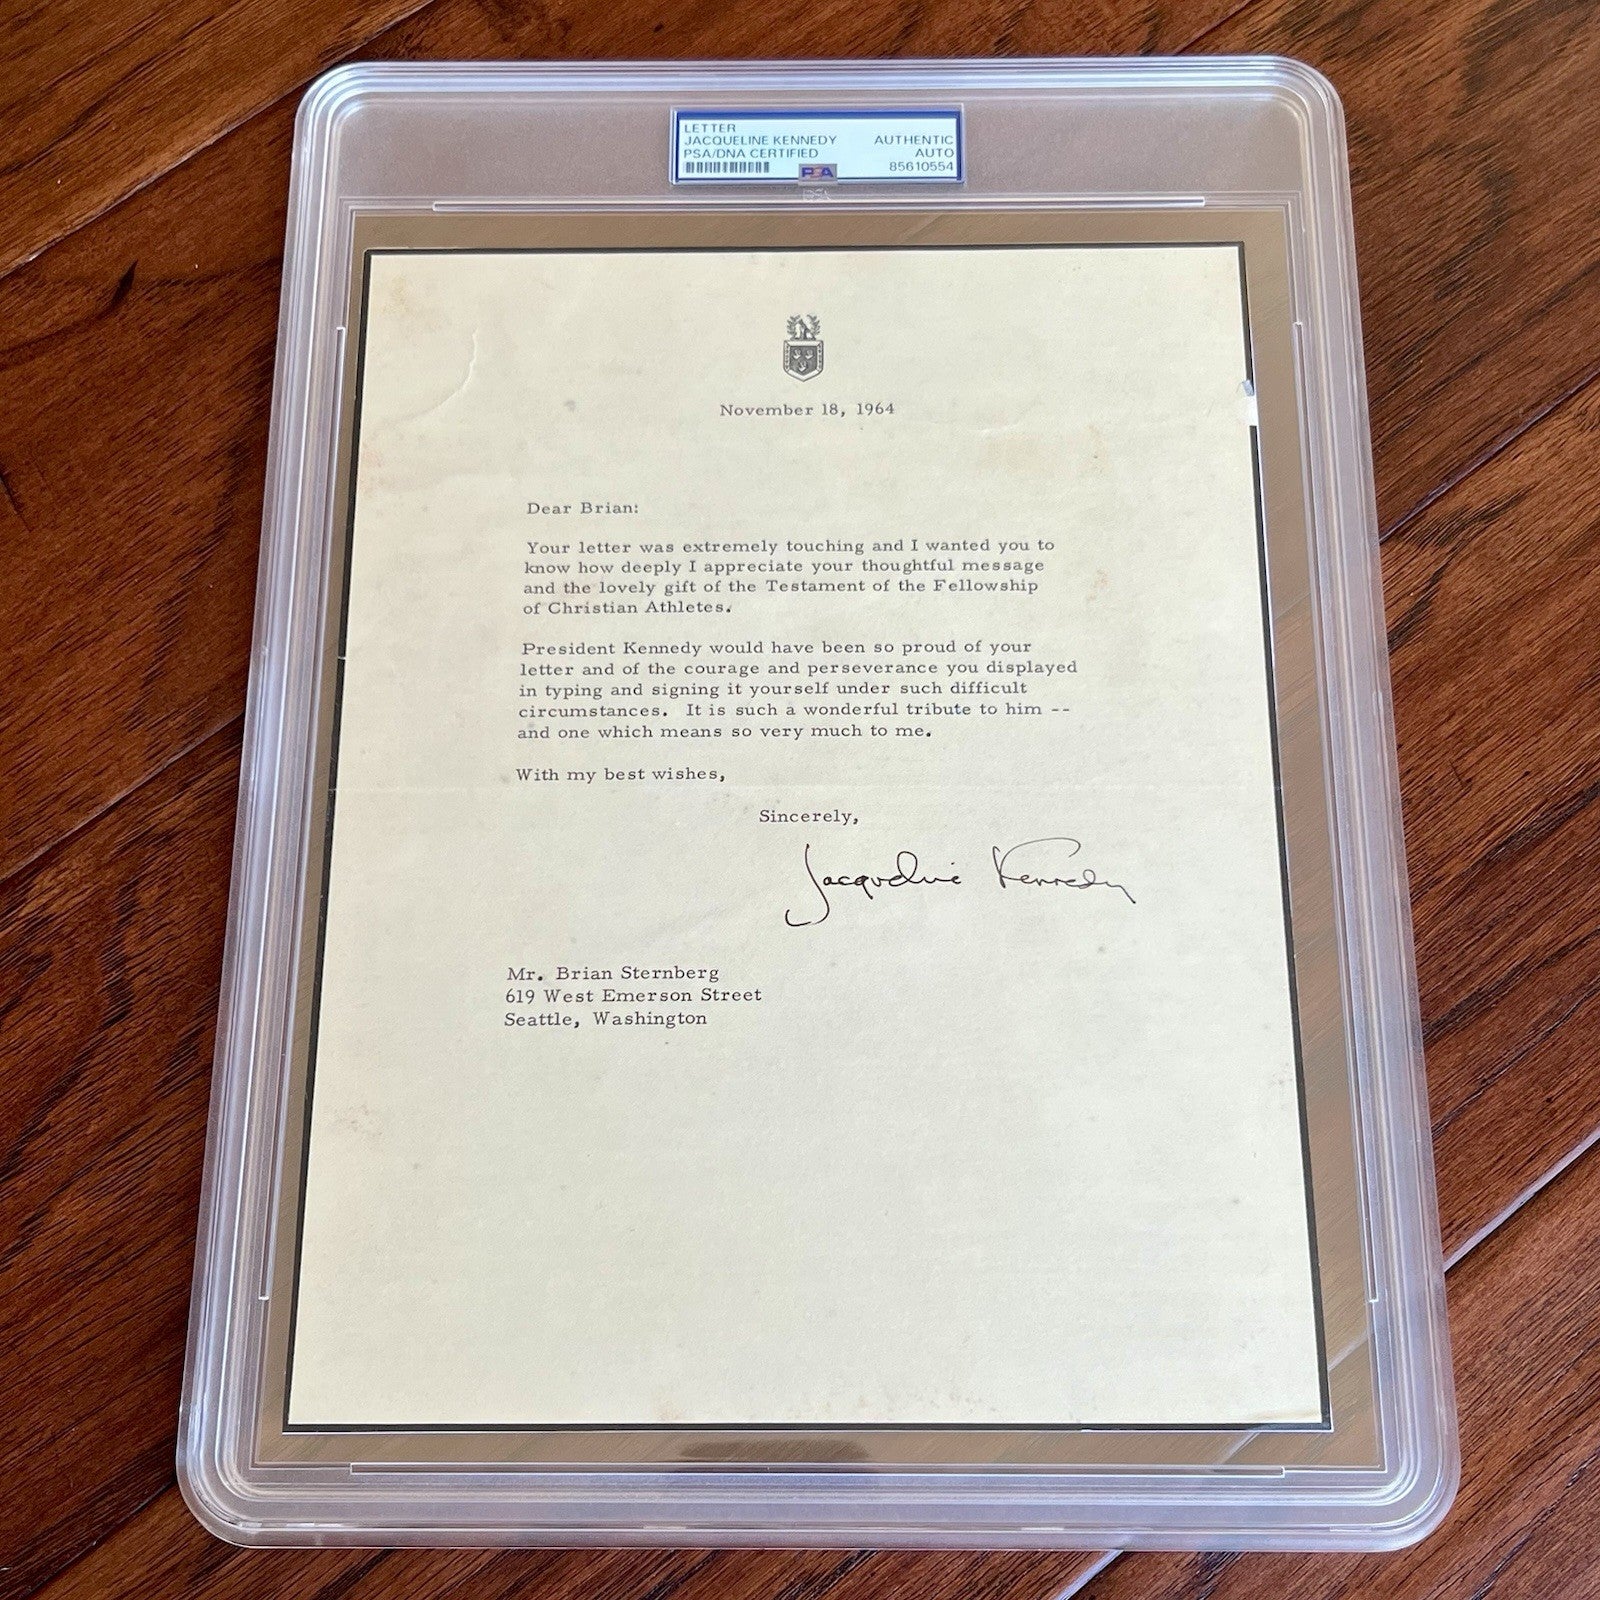 LETTER
JACQUELINE KENNEDY AUTHENTIC
PSA/DNA CERTIFIED AUTO
PSA 85610554
PSA
November 18, 1964
Dear Brian:
Your letter was extremely touching and I wanted you to
know how deeply I appreciate your thoughtful message
and the lovely gift of the Testament of the Fellowship
of Christian Athletes.
President Kennedy would have been so proud of your
letter and of the courage and perseverance you displayed
in typing and signing it yourself under such difficult
circumstances. It is such a wonderful tribute to him --
and one which means so very much to me.
With my best wishes,
Sincerely,
Jacqueline Kennedy
Mr. Brian Sternberg
619 West Emerson Street
Seattle, Washington